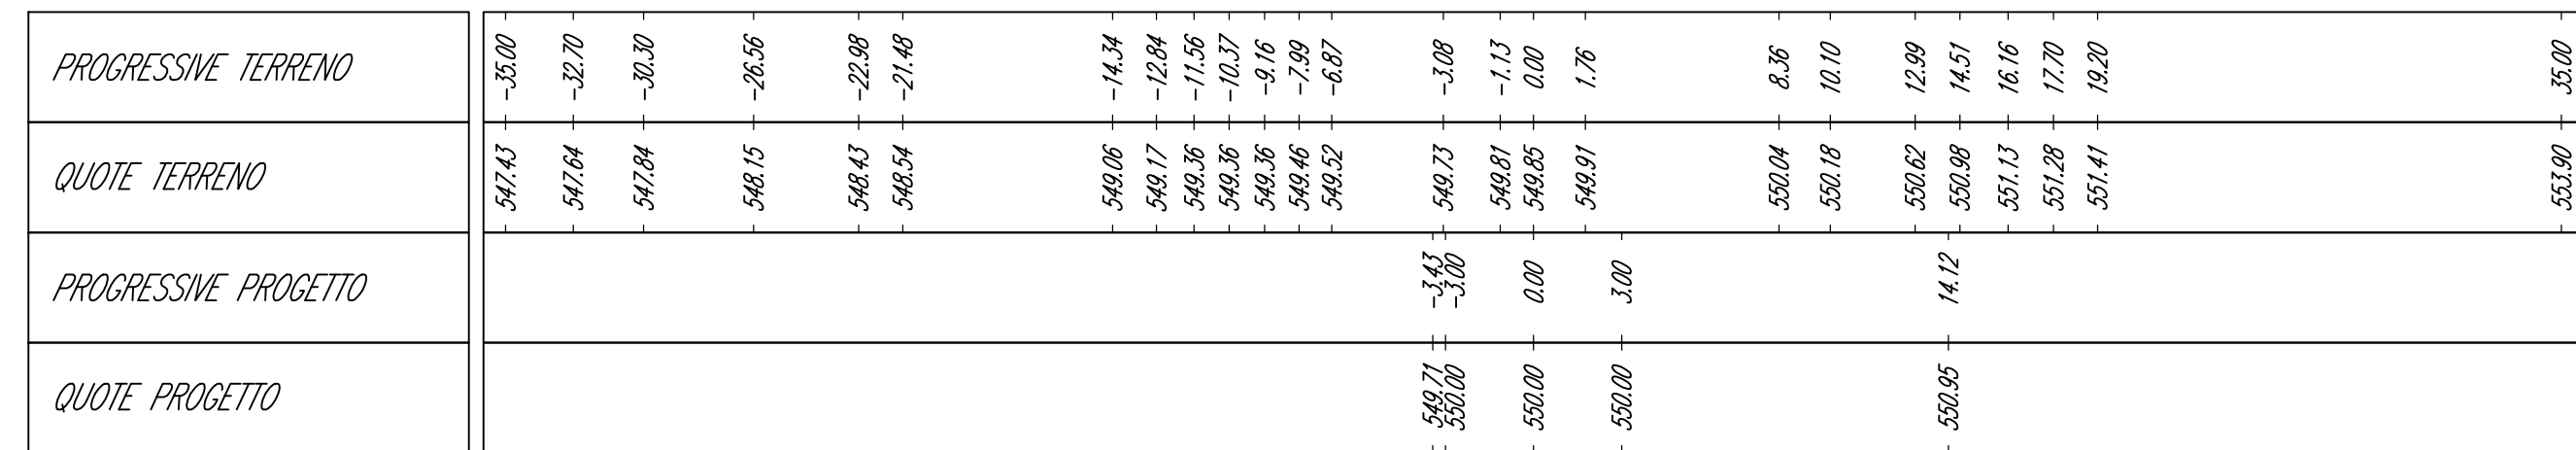 PROGRESSIVE TERRENO -35.00 -32.70 -30.30 -26.56 -22.98 -21.48 -14.34 -12.84 -11.56 -10.37 -9.16 -7.99 -6.87 -3.08 -1.13 0.00 1.76 8.36 10.10 12.99 14.51 16.16 17.70 19.20 35.00
QUOTE TERRENO 547.43 547.64 547.84 548.15 548.43 548.54 549.06 549.17 549.36 549.36 549.36 549.46 549.52 549.73 549.81 549.85 549.91 550.04 550.18 550.62 550.98 551.13 551.28 551.41 553.90
PROGRESSIVE PROGETTO -3.43 -3.00 0.00 3.00 14.12
QUOTE PROGETTO 549.71 550.00 550.00 550.00 550.95